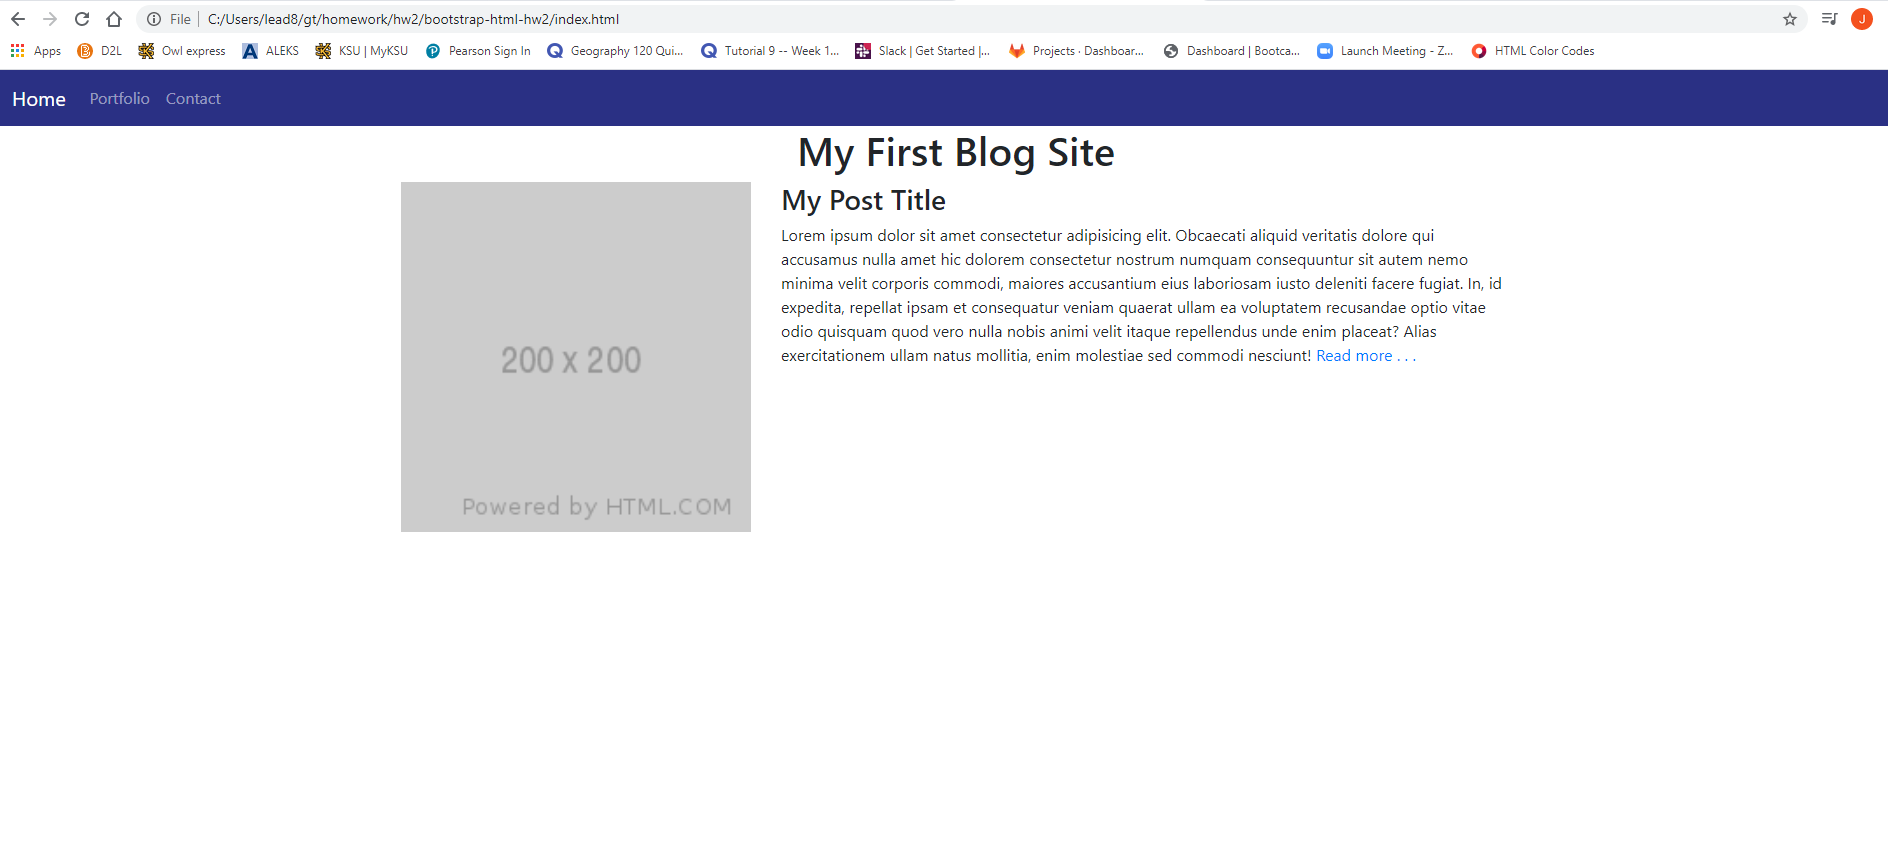 File | C:/Users/lead8/gt/homework/hw2/bootstrap-html-hw2/index.html J
Apps D2L Owl express ALEKS KSU | MyKSU Pearson Sign In Geography 120 Qui... Tutorial 9 -- Week 1... Slack | Get Started |... Projects · Dashboar... Dashboard | Bootca... Launch Meeting - Z... HTML Color Codes
Home Portfolio Contact
My First Blog Site
200 x 200
Powered by HTML.COM
My Post Title
Lorem ipsum dolor sit amet consectetur adipisicing elit. Obcaecati aliquid veritatis dolore qui
accusamus nulla amet hic dolorem consectetur nostrum numquam consequuntur sit autem nemo
minima velit corporis commodi, maiores accusantium eius laboriosam iusto deleniti facere fugiat. In, id
expedita, repellat ipsam et consequatur veniam quaerat ullam ea voluptatem recusandae optio vitae
odio quisquam quod vero nulla nobis animi velit itaque repellendus unde enim placeat? Alias
exercitationem ullam natus mollitia, enim molestiae sed commodi nesciunt! Read more . . .